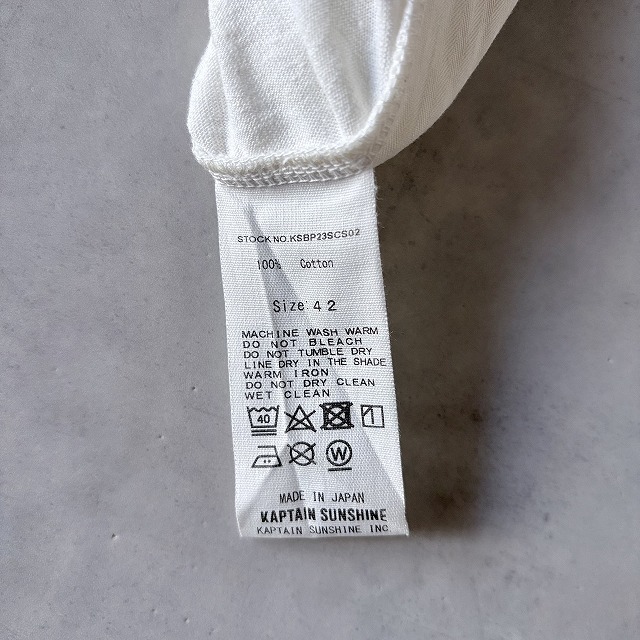 STOCK NO.KSBP23SCS02
100% Cotton
Size 42
MACHINE WASH WARM
DO NOT BLEACH
DO NOT TUMBLE DRY
LINE DRY IN THE SHADE
WARM IRON
DO NOT DRY CLEAN
WET CLEAN
40
W
MADE IN JAPAN
KAPTAIN SUNSHINE
KAPTAIN SUNSHINE INC.